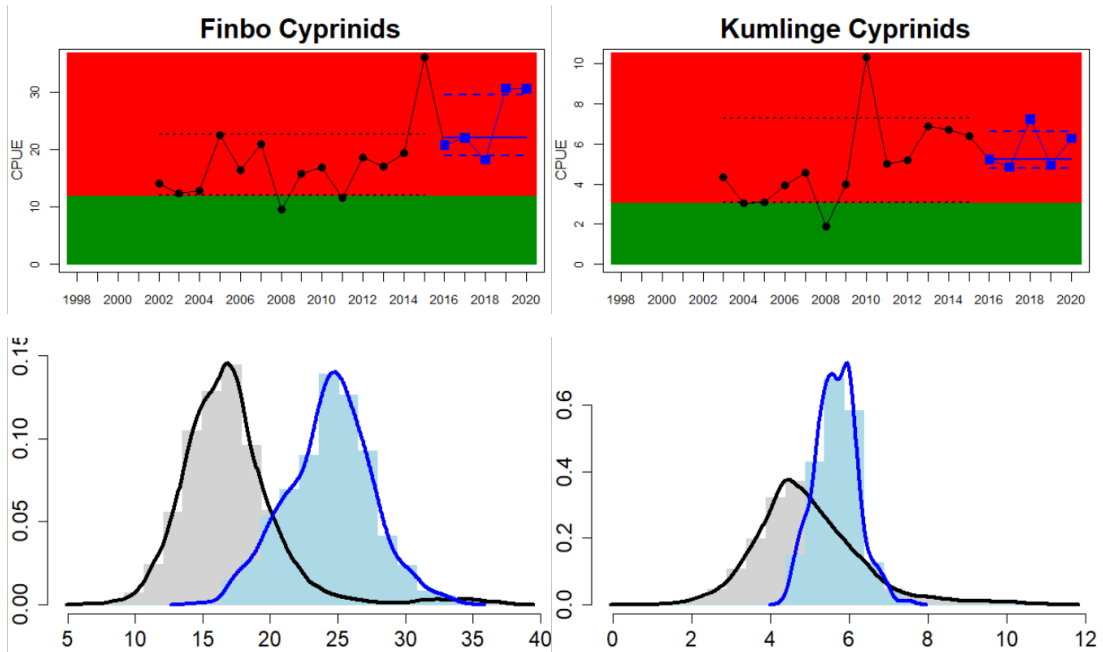 Finbo Cyprinids
Kumlinge Cyprinids
CPUE
0 10 20 30
1998 2000 2002 2004 2006 2008 2010 2012 2014 2016 2018 2020
CPUE
0 2 4 6 8 10
1998 2000 2002 2004 2006 2008 2010 2012 2014 2016 2018 2020
0.00 0.05 0.10 0.15
5 10 15 20 25 30 35 40
0.0 0.2 0.4 0.6
0 2 4 6 8 10 12